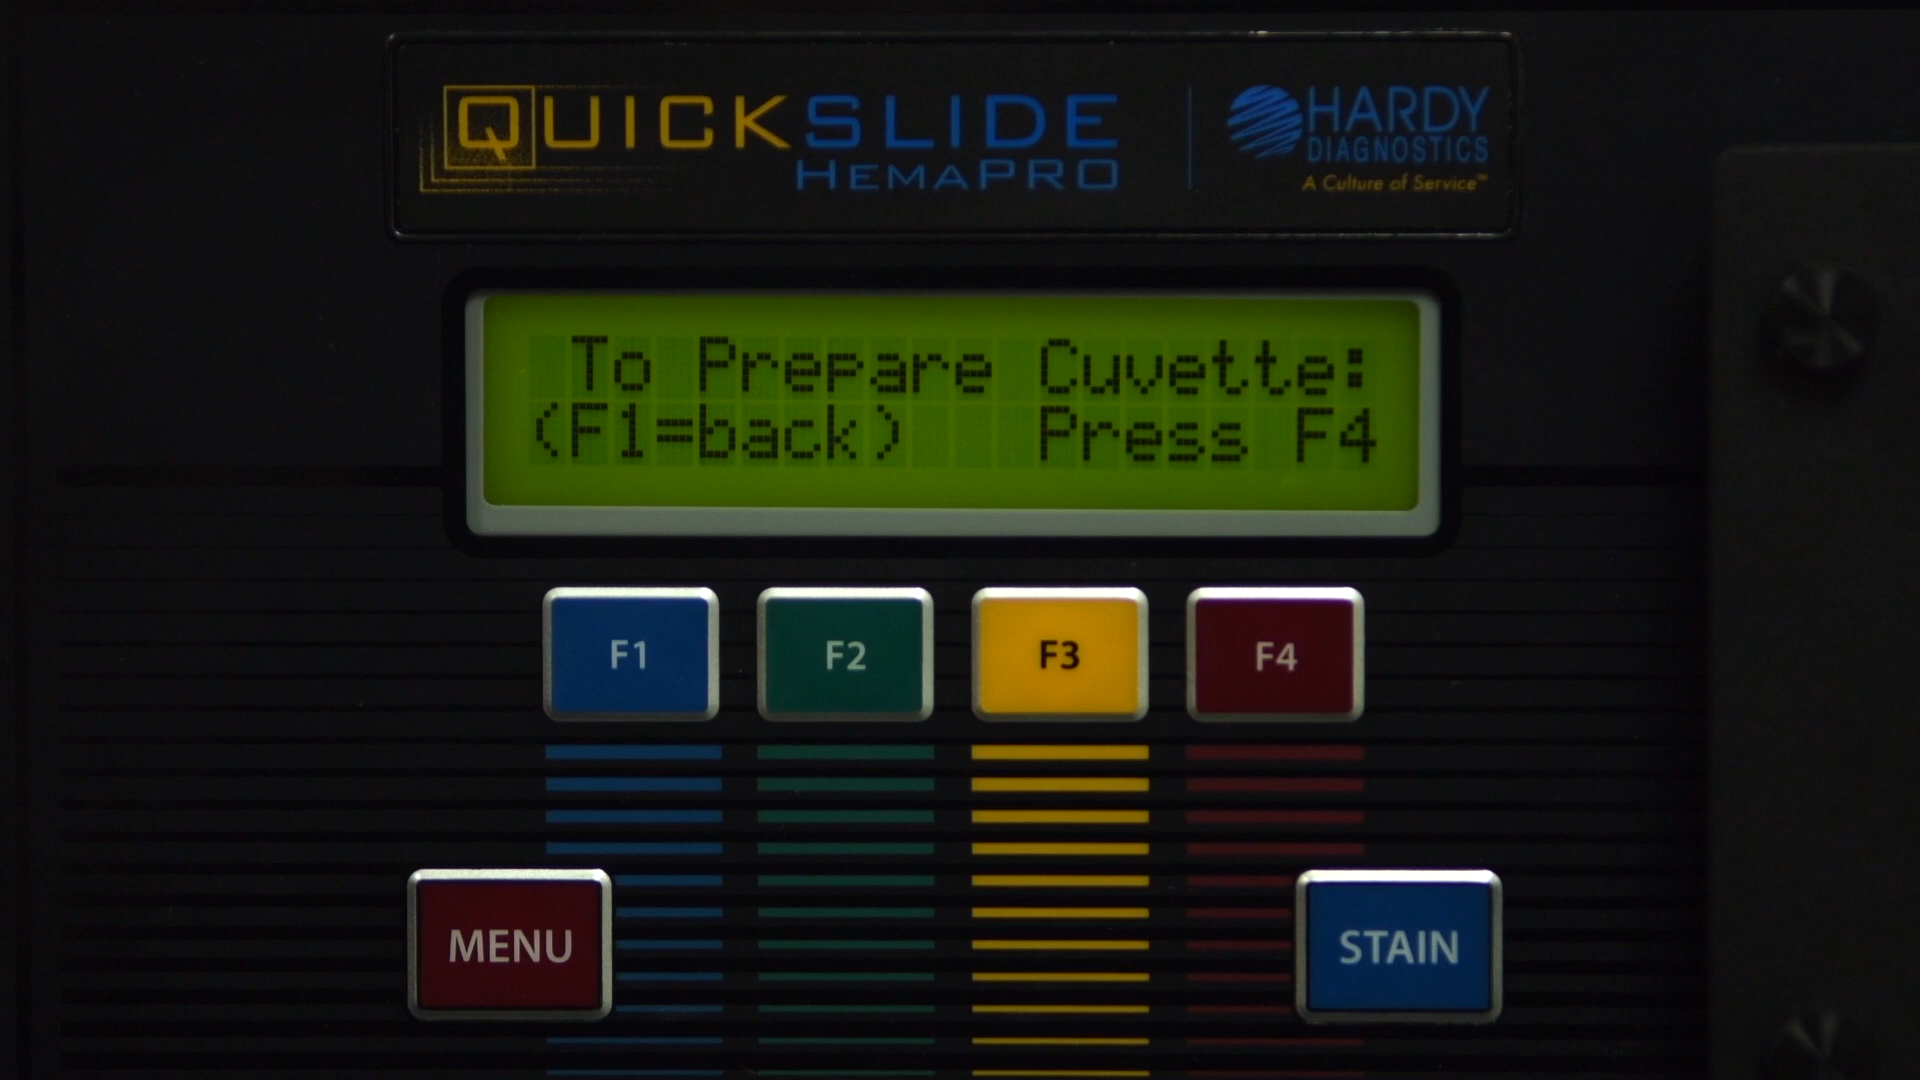 QUICKSLIDE
HEMAPRO
HARDY
DIAGNOSTICS
A Culture of Service™
To Prepare Cuvette:
(F1=back) Press F4
F1 F2 F3 F4
MENU STAIN